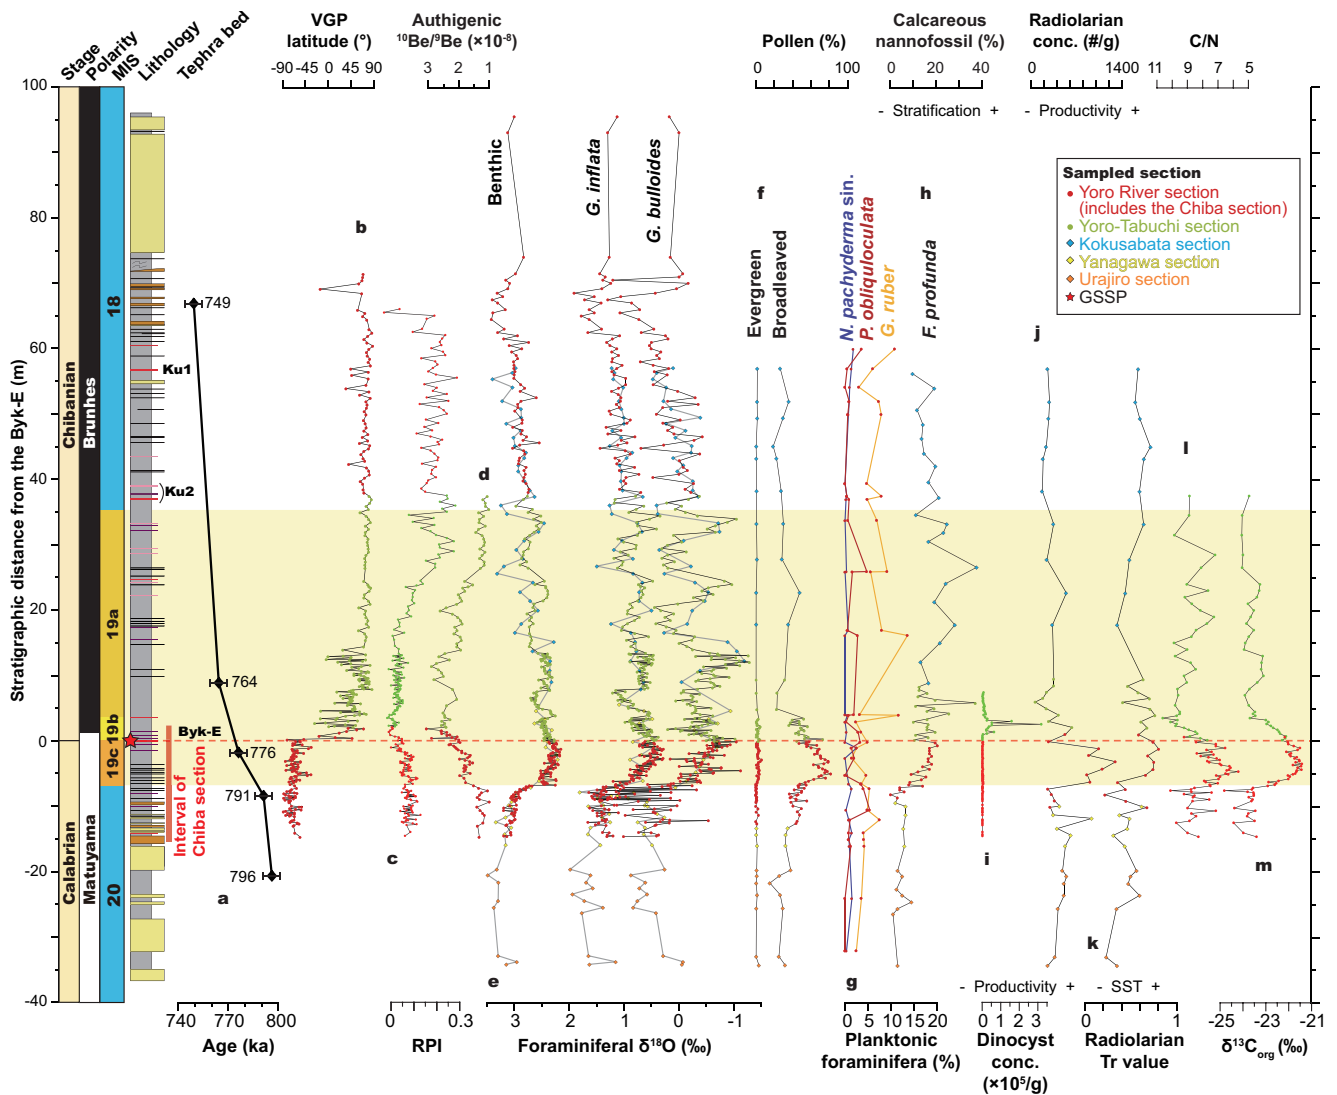 Stage
Polarity
MIS
Lithology
Tephra bed
VGP
latitude (°)
-90 -45 0 45 90
Authigenic
¹⁰Be/⁹Be (×10⁻⁸)
3 2 1
Pollen (%)
0 100
Calcareous
nannofossil (%)
0 20 40
- Stratification +
Radiolarian
conc. (#/g)
0 1400
- Productivity +
C/N
11 9 7 5
Stratigraphic distance from the Byk-E (m)
100
80
60
40
20
0
-20
-40
Chibanian
Calabrian
Brunhes
Matuyama
18
19a
19b
19c
20
Ku1
Ku2
Byk-E
Interval of
Chiba section
749
764
776
791
796
Benthic
G. inflata
G. bulloides
Evergreen
Broadleaved
N. pachyderma sin.
P. obliquloculata
G. ruber
F. profunda
Sampled section
Yoro River section
(includes the Chiba section)
Yoro-Tabuchi section
Kokusabata section
Yanagawa section
Urajiro section
GSSP
a
b
c
d
e
f
g
h
i
j
k
l
m
- Productivity +
- SST +
740 770 800
Age (ka)
0 0.3
RPI
3 2 1 0 -1
Foraminiferal δ¹⁸O (‰)
0 5 10 15 20
Planktonic
foraminifera (%)
0 1 2 3
Dinocyst
conc.
(×10⁵/g)
0 1
Radiolarian
Tr value
-25 -23 -21
δ¹³Corg (‰)